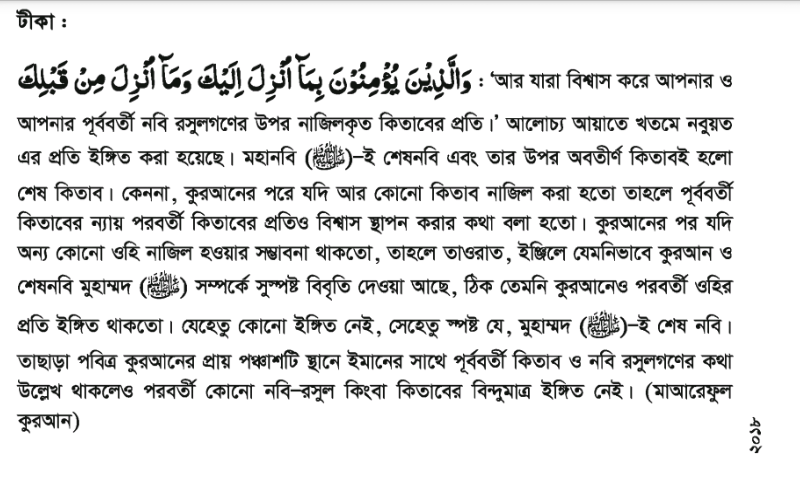 টীকা :
وَالَّذِيْنَ يُؤْمِنُوْنَ بِمَآ اُنْزِلَ اِلَيْكَ وَمَآ اُنْزِلَ مِنْ قَبْلِكَ : ‘আর যারা বিশ্বাস করে আপনার ও
আপনার পূর্ববর্তী নবি রসুলগণের উপর নাজিলকৃত কিতাবের প্রতি।’ আলোচ্য আয়াতে খতমে নবুয়ত
এর প্রতি ইঙ্গিত করা হয়েছে। মহানবি (ﷺ)–ই শেষনবি এবং তার উপর অবতীর্ণ কিতাবই হলো
শেষ কিতাব। কেননা, কুরআনের পরে যদি আর কোনো কিতাব নাজিল করা হতো তাহলে পূর্ববর্তী
কিতাবের ন্যায় পরবর্তী কিতাবের প্রতিও বিশ্বাস স্থাপন করার কথা বলা হতো। কুরআনের পর যদি
অন্য কোনো ওহি নাজিল হওয়ার সম্ভাবনা থাকতো, তাহলে তাওরাত, ইঞ্জিলে যেমনিভাবে কুরআন ও
শেষনবি মুহাম্মদ (ﷺ) সম্পর্কে সুস্পষ্ট বিবৃতি দেওয়া আছে, ঠিক তেমনি কুরআনেও পরবর্তী ওহির
প্রতি ইঙ্গিত থাকতো। যেহেতু কোনো ইঙ্গিত নেই, সেহেতু স্পষ্ট যে, মুহাম্মদ (ﷺ)–ই শেষ নবি।
তাছাড়া পবিত্র কুরআনের প্রায় পঞ্চাশটি স্থানে ইমানের সাথে পূর্ববর্তী কিতাব ও নবি রসুলগণের কথা
উল্লেখ থাকলেও পরবর্তী কোনো নবি–রসুল কিংবা কিতাবের বিন্দুমাত্র ইঙ্গিত নেই। (মাআরেফুল
কুরআন)
২০১৮